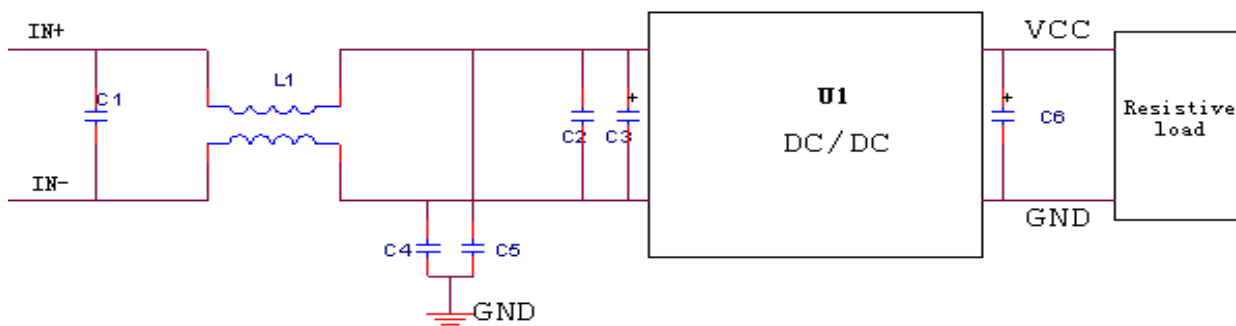 IN+
VCC
L1
C1
+
+
U1
Resistive
load
C2
C3
DC/DC
C6
IN-
GND
C4
C5
GND